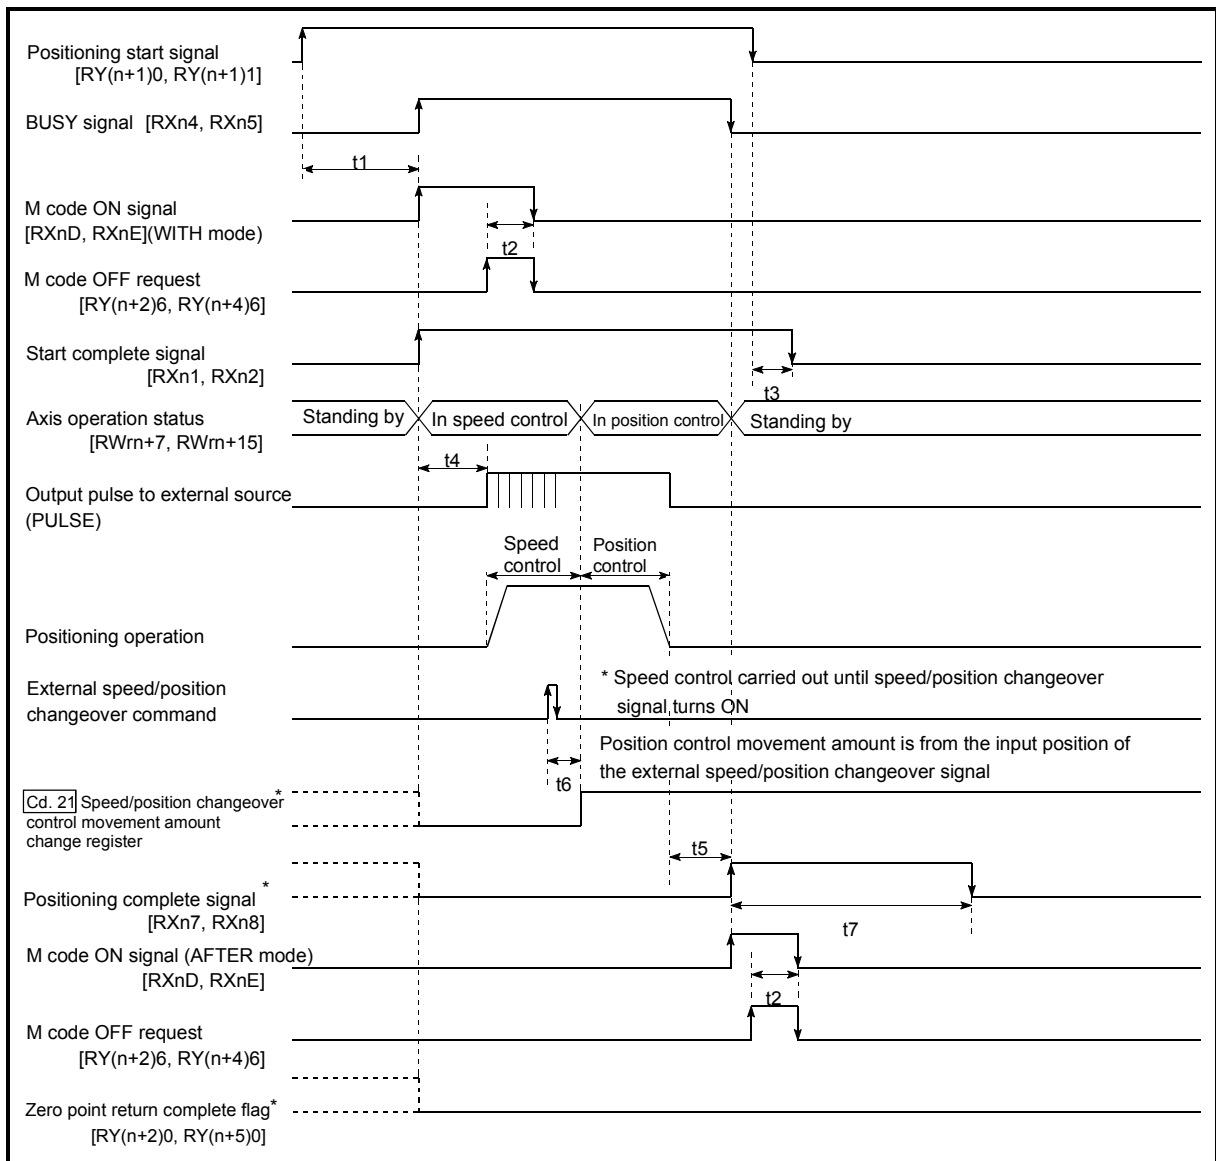 Positioning start signal
[RY(n+1)0, RY(n+1)1]
BUSY signal [RXn4, RXn5]
t1
M code ON signal
[RXnD, RXnE](WITH mode)
t2
M code OFF request
[RY(n+2)6, RY(n+4)6]
Start complete signal
[RXn1, RXn2]
t3
Axis operation status
[RWrn+7, RWrn+15]
Standing by
In speed control
In position control
Standing by
t4
Output pulse to external source
(PULSE)
Speed
control
Position
control
Positioning operation
External speed/position
changeover command
* Speed control carried out until speed/position changeover
signal turns ON
t6
Position control movement amount is from the input position of
the external speed/position changeover signal
Cd. 21 Speed/position changeover*
control movement amount
change register
t5
Positioning complete signal*
[RXn7, RXn8]
t7
M code ON signal (AFTER mode)
[RXnD, RXnE]
t2
M code OFF request
[RY(n+2)6, RY(n+4)6]
Zero point return complete flag*
[RY(n+2)0, RY(n+5)0]